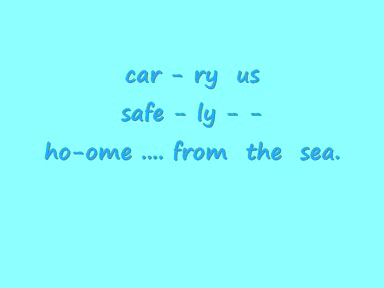 car - ry us
safe - ly - -
ho-ome .... from the sea.